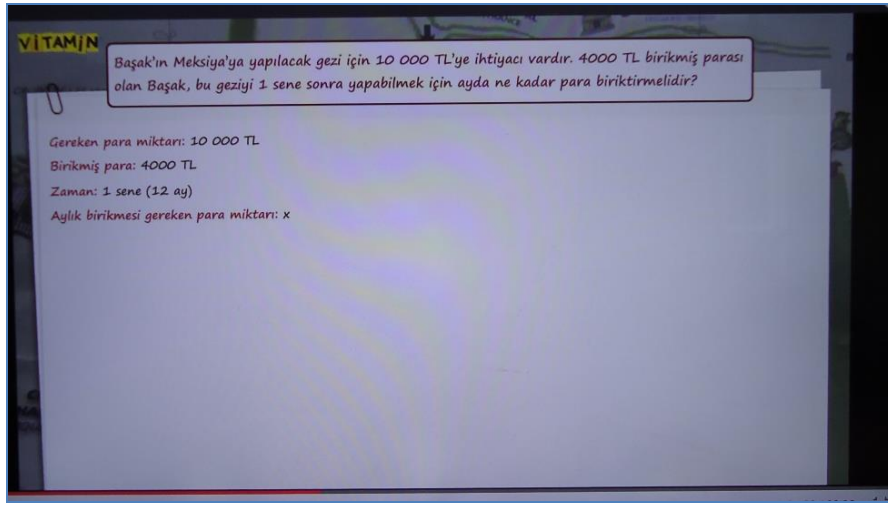 VİTAMİN
Başak'ın Meksiya'ya yapılacak gezi için 10 000 TL'ye ihtiyacı vardır. 4000 TL birikmiş parası
olan Başak, bu geziyi 1 sene sonra yapabilmek için ayda ne kadar para biriktirmelidir?
Gereken para miktarı: 10 000 TL
Birikmiş para: 4000 TL
Zaman: 1 sene (12 ay)
Aylık birikmesi gereken para miktarı: x